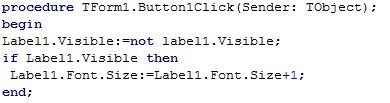 procedure TForm1.Button1Click(Sender: TObject);
begin
Label1.Visible:=not label1.Visible;
if Label1.Visible then
 Label1.Font.Size:=Label1.Font.Size+1;
end;